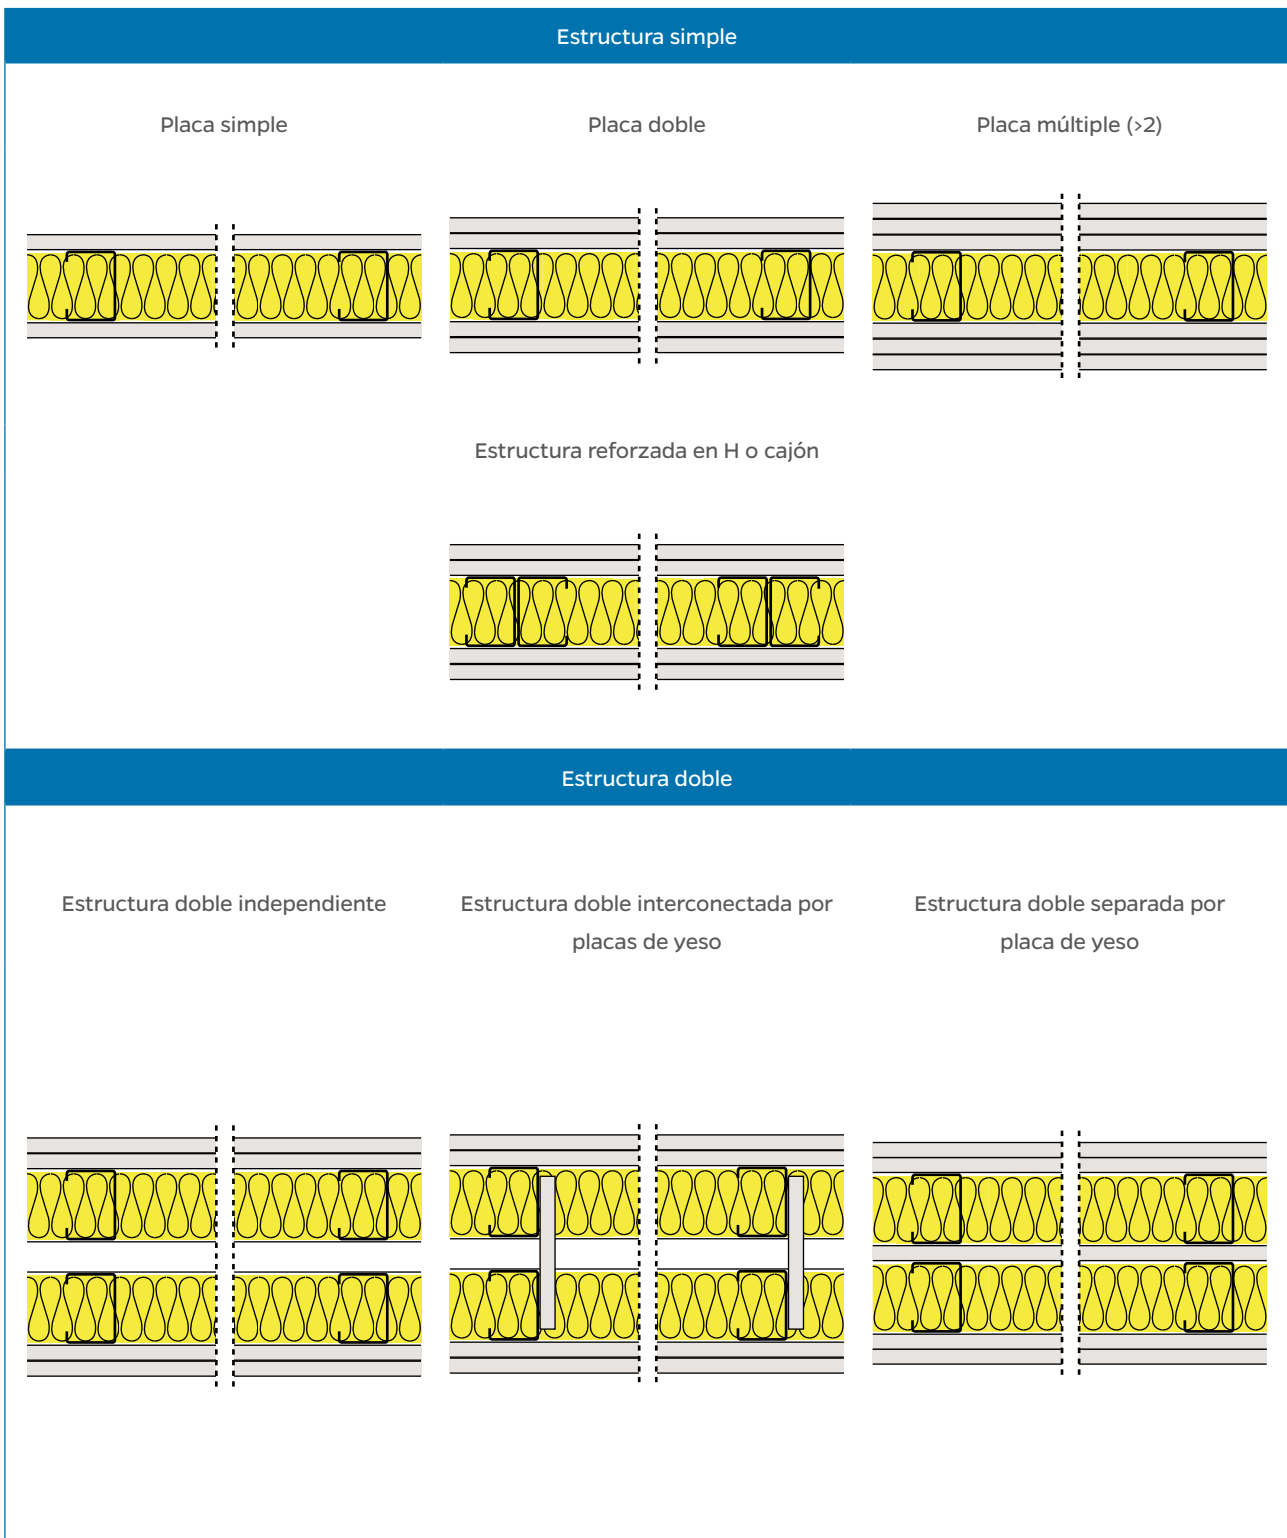 Estructura simple
Placa simple
Placa doble
Placa múltiple (>2)
Estructura reforzada en H o cajón
Estructura doble
Estructura doble independiente
Estructura doble interconectada por
placas de yeso
Estructura doble separada por
placa de yeso